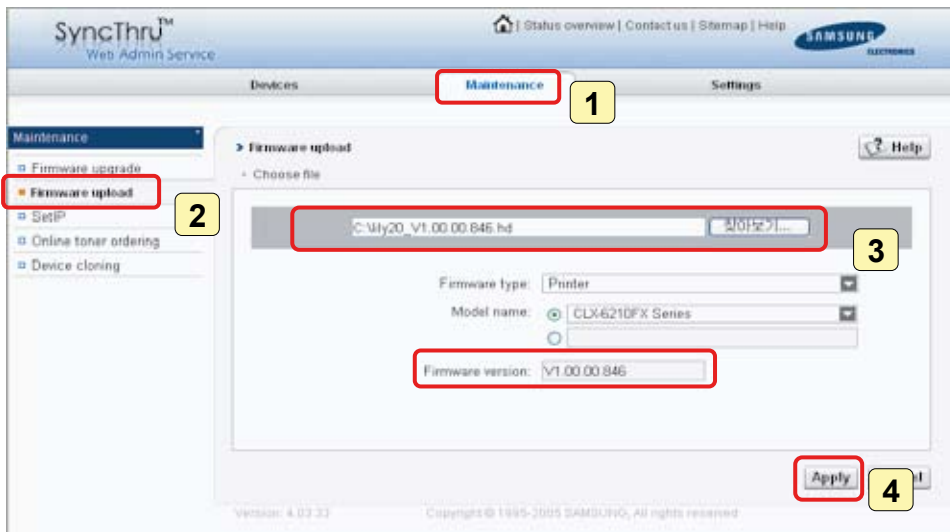 SyncThru™
Web Admin Service
| Status overview | Contact us | Sitemap | Help
SAMSUNG
ELECTRONICS
Devices
Maintenance
1
Settings
Maintenance
Firmware upgrade
Firmware upload
2
SetIP
Online toner ordering
Device cloning
Firmware upload
Help
Choose file
C:\lily20_V1.00.00.846.hd
찾아보기...
3
Firmware type: Printer
Model name: CLX-6210FX Series
Firmware version: V1.00.00.846
Apply
4
Version: 4.03.33
Copyright© 1995-2005 SAMSUNG, All rights reserved